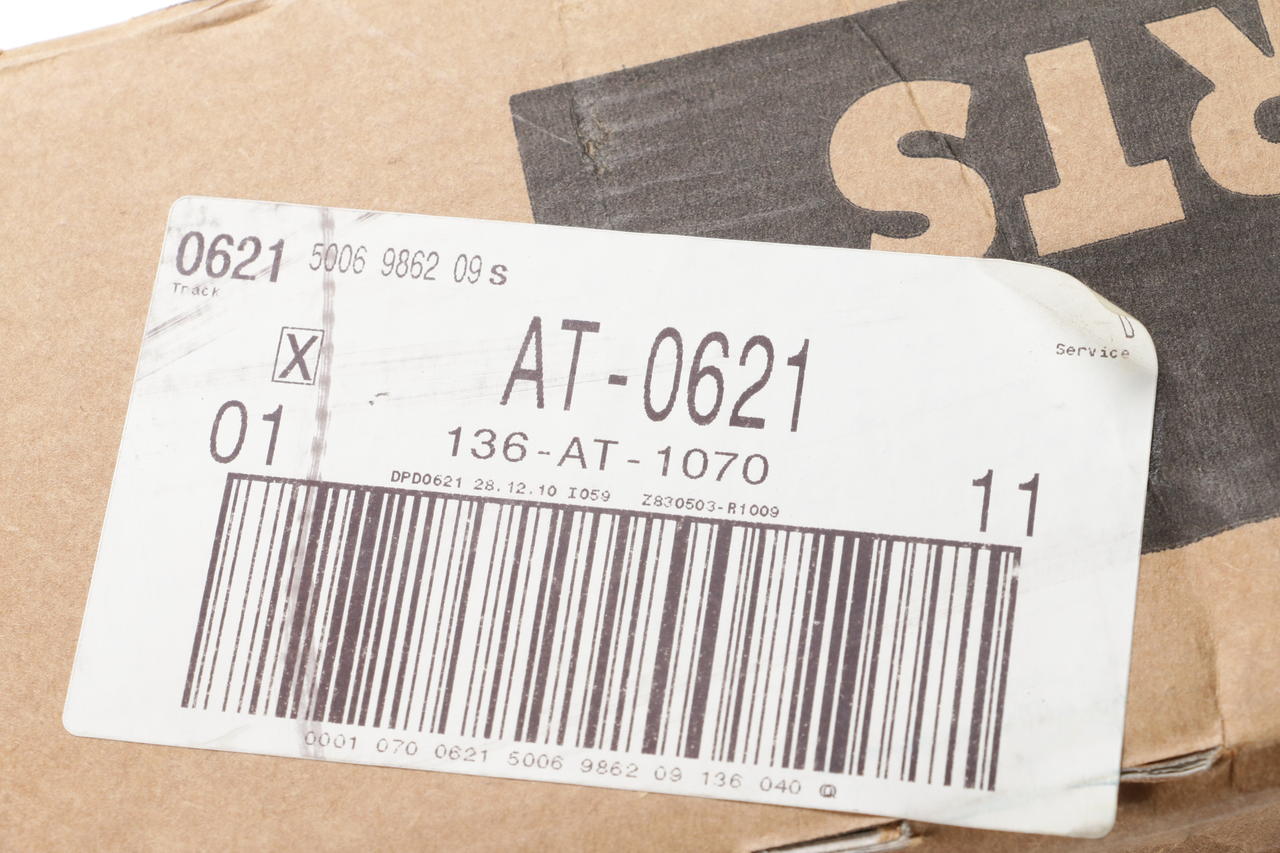 STR
0621 5006 9862 09 S
Track
D
Service
X
AT-0621
01
136-AT-1070
11
DPD0621 28.12.10 I059 Z830503-R1009
0001 070 0621 5006 9862 09 136 040 Q